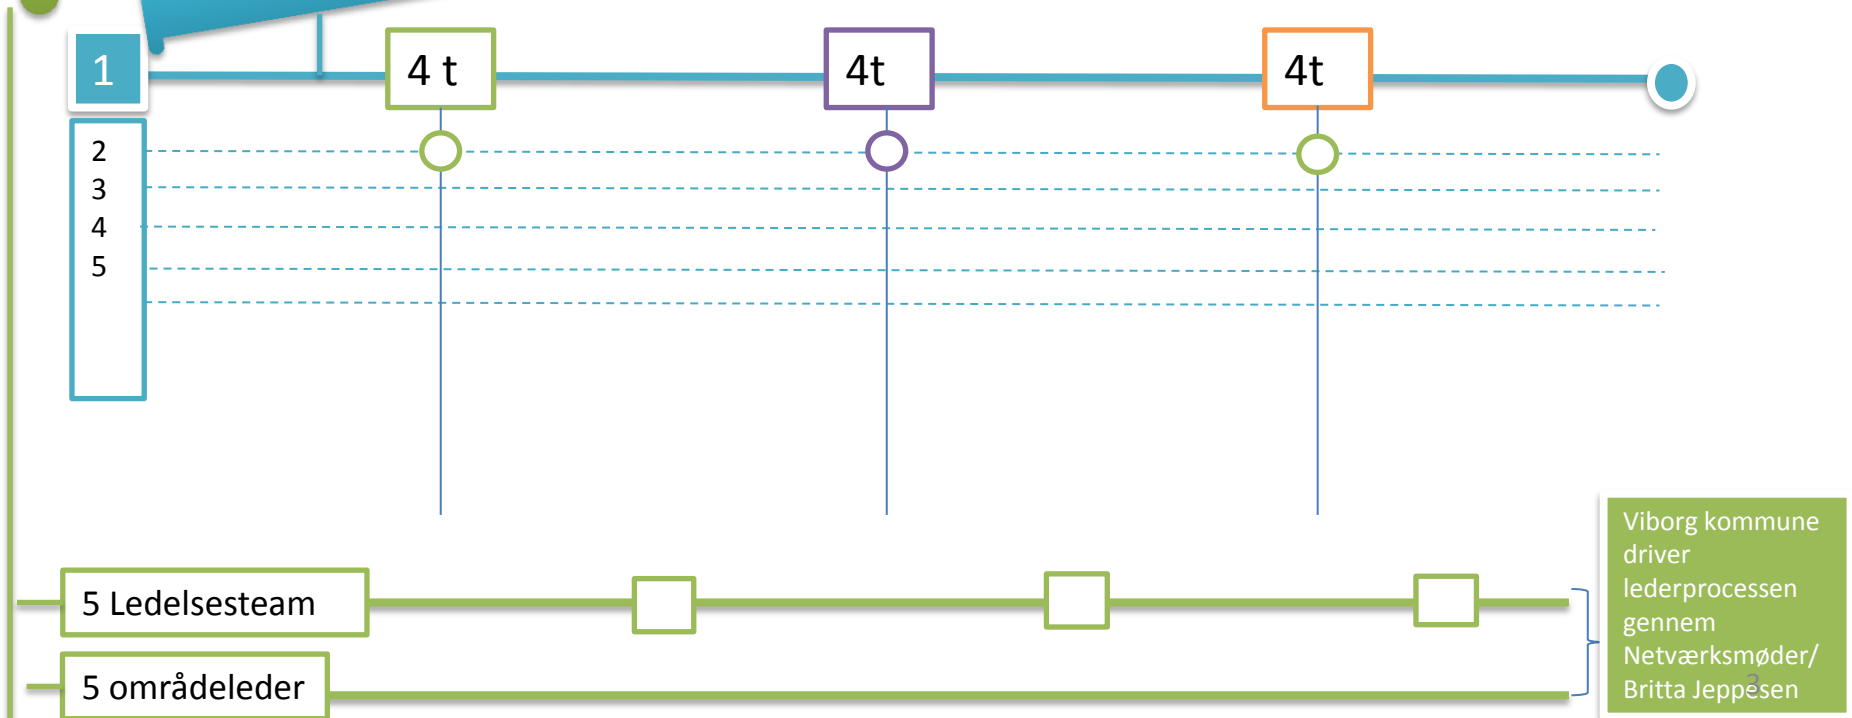 1
4 t
4t
4t
2
3
4
5
5 Ledelsesteam
5 områdeleder
Viborg kommune
driver
lederprocessen
gennem
Netværksmøder/
Britta Jeppesen
3